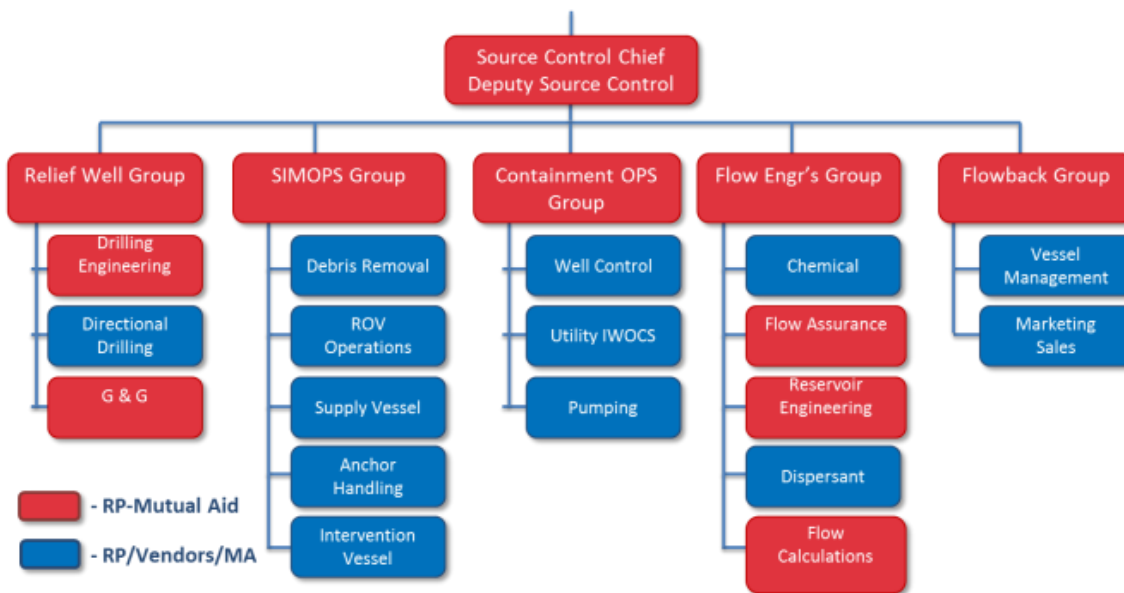 Source Control Chief
Deputy Source Control
Relief Well Group
SIMOPS Group
Containment OPS
Group
Flow Engr's Group
Flowback Group
Drilling
Engineering
Directional
Drilling
G & G
Debris Removal
ROV
Operations
Supply Vessel
Anchor
Handling
Intervention
Vessel
Well Control
Utility IWOCS
Pumping
Chemical
Flow Assurance
Reservoir
Engineering
Dispersant
Flow
Calculations
Vessel
Management
Marketing
Sales
- RP-Mutual Aid
- RP/Vendors/MA